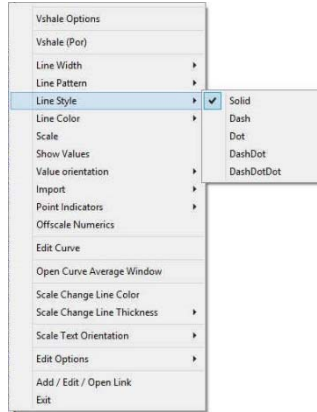 Vshale Options
Vshale (Por)
Line Width
Line Pattern
Line Style
Line Color
Scale
Show Values
Value orientation
Import
Point Indicators
Offscale Numerics
Edit Curve
Open Curve Average Window
Scale Change Line Color
Scale Change Line Thickness
Scale Text Orientation
Edit Options
Add / Edit / Open Link
Exit
Solid
Dash
Dot
DashDot
DashDotDot